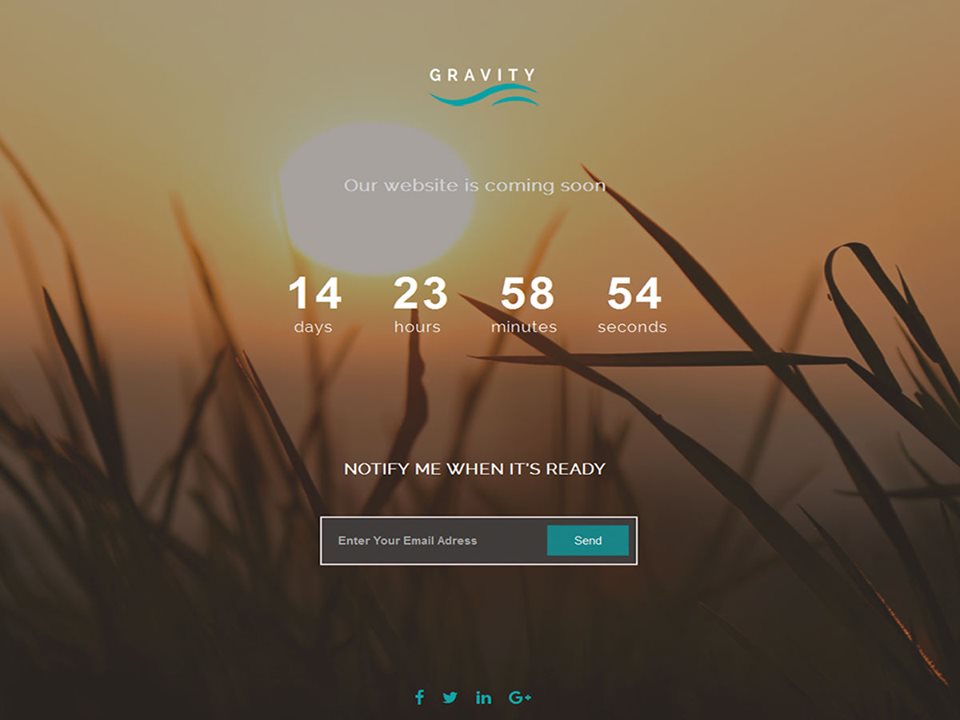 GRAVITY
Our website is coming soon
14 23 58 54
days hours minutes seconds
NOTIFY ME WHEN IT'S READY
Enter Your Email Adress Send